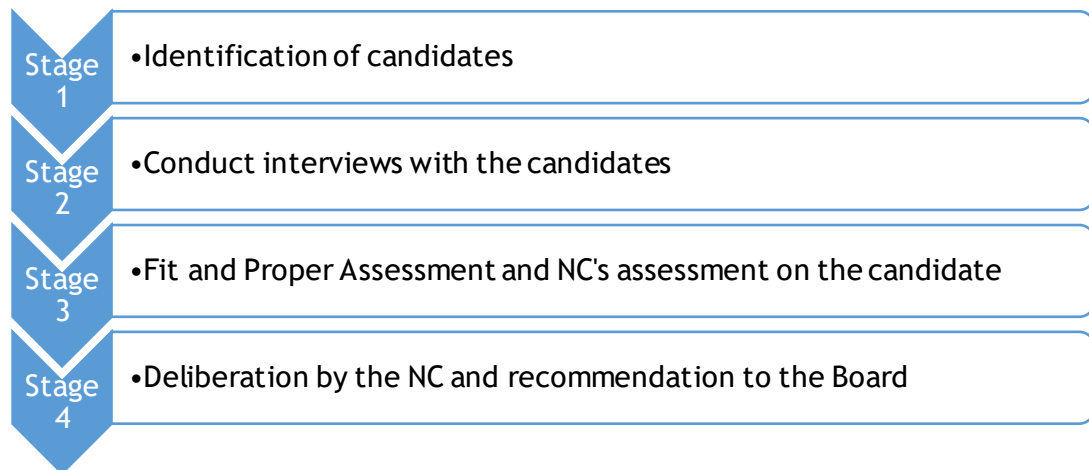 Stage
1
•Identification of candidates
Stage
2
•Conduct interviews with the candidates
Stage
3
•Fit and Proper Assessment and NC's assessment on the candidate
Stage
4
•Deliberation by the NC and recommendation to the Board